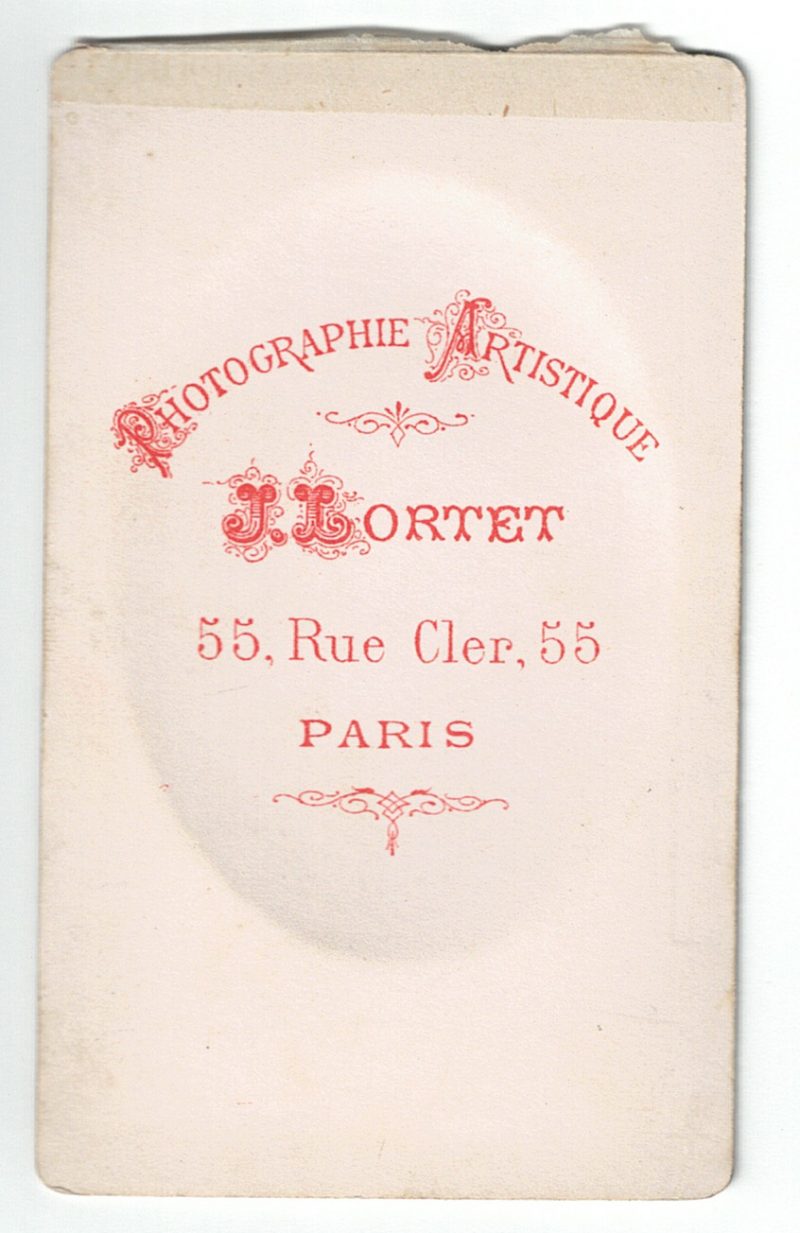 PHOTOGRAPHIE ARTISTIQUE
J. LORTET
55, Rue Cler, 55
PARIS